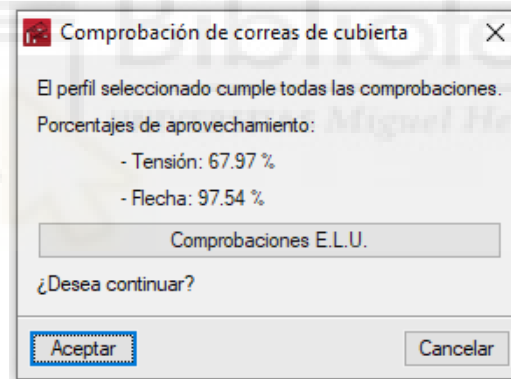 Comprobación de correas de cubierta
El perfil seleccionado cumple todas las comprobaciones.
Porcentajes de aprovechamiento:
- Tensión: 67.97 %
- Flecha: 97.54 %
Comprobaciones E.L.U.
¿Desea continuar?
Aceptar
Cancelar